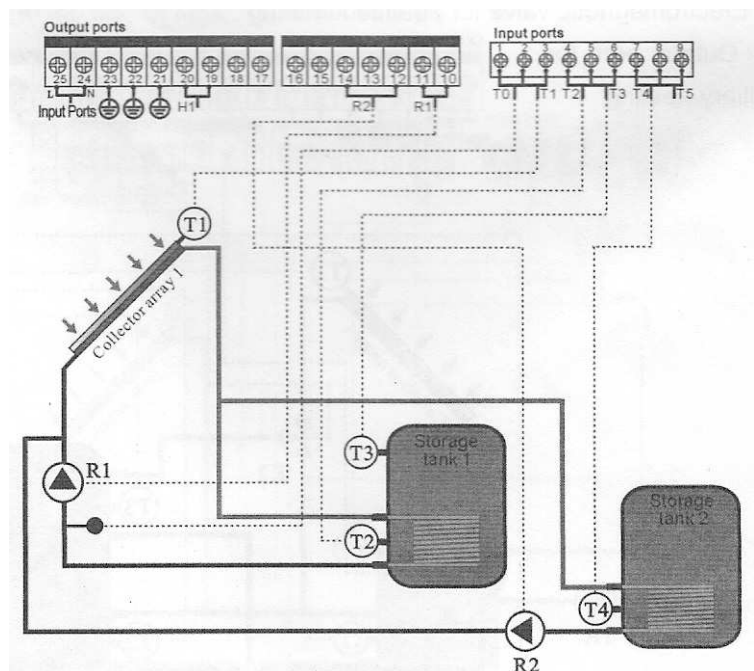 Output ports
Input ports
25 24 23 22 21 20 19 18 17
16 15 14 13 12 11 10
1 2 3 4 5 6 7 8 9
L N
Input Ports
H1
R2
R1
T0
T1
T2
T3
T4
T5
T1
Collector array 1
R1
T3
Storage
tank 1
T2
Storage
tank 2
T4
R2